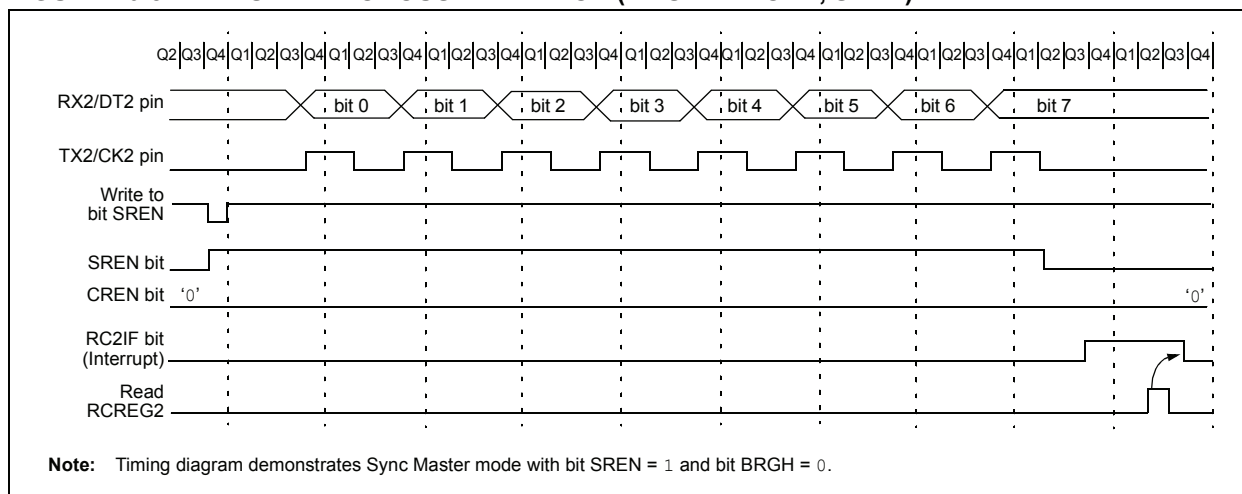 Q2 Q3 Q4 Q1 Q2 Q3 Q4 Q1 Q2 Q3 Q4 Q1 Q2 Q3 Q4 Q1 Q2 Q3 Q4 Q1 Q2 Q3 Q4 Q1 Q2 Q3 Q4 Q1 Q2 Q3 Q4 Q1 Q2 Q3 Q4 Q1 Q2 Q3 Q4 Q1 Q2 Q3 Q4
RX2/DT2 pin bit 0 bit 1 bit 2 bit 3 bit 4 bit 5 bit 6 bit 7
TX2/CK2 pin
Write to
bit SREN
SREN bit
CREN bit '0' '0'
RC2IF bit
(Interrupt)
Read
RCREG2
Note: Timing diagram demonstrates Sync Master mode with bit SREN = 1 and bit BRGH = 0.